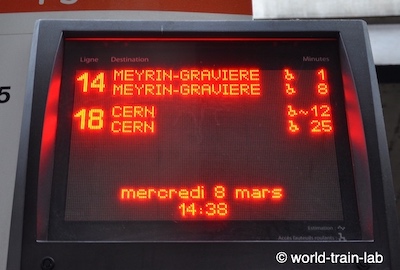 Ligne Destination Minutes
14 MEYRIN-GRAVIERE 1
MEYRIN-GRAVIERE 8
18 CERN ~12
CERN 25
mercredi 8 mars
14:38
5
© world-train-lab